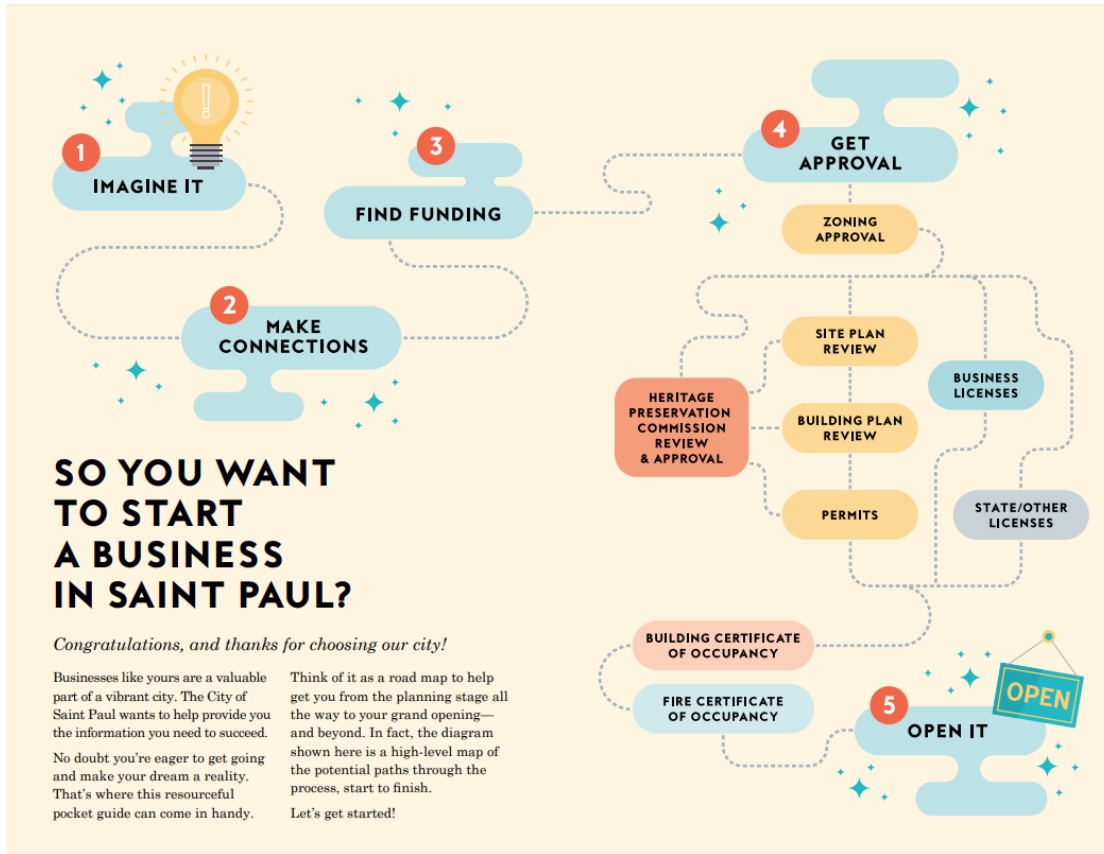 1
IMAGINE IT
2
MAKE
CONNECTIONS
3
FIND FUNDING
4
GET
APPROVAL
ZONING
APPROVAL
SITE PLAN
REVIEW
HERITAGE
PRESERVATION
COMMISSION
REVIEW
& APPROVAL
BUILDING PLAN
REVIEW
PERMITS
BUSINESS
LICENSES
STATE/OTHER
LICENSES
BUILDING CERTIFICATE
OF OCCUPANCY
FIRE CERTIFICATE
OF OCCUPANCY
5
OPEN IT
OPEN
SO YOU WANT
TO START
A BUSINESS
IN SAINT PAUL?
Congratulations, and thanks for choosing our city!
Businesses like yours are a valuable
part of a vibrant city. The City of
Saint Paul wants to help provide you
the information you need to succeed.
No doubt you're eager to get going
and make your dream a reality.
That's where this resourceful
pocket guide can come in handy.
Think of it as a road map to help
get you from the planning stage all
the way to your grand opening—
and beyond. In fact, the diagram
shown here is a high-level map of
the potential paths through the
process, start to finish.
Let's get started!